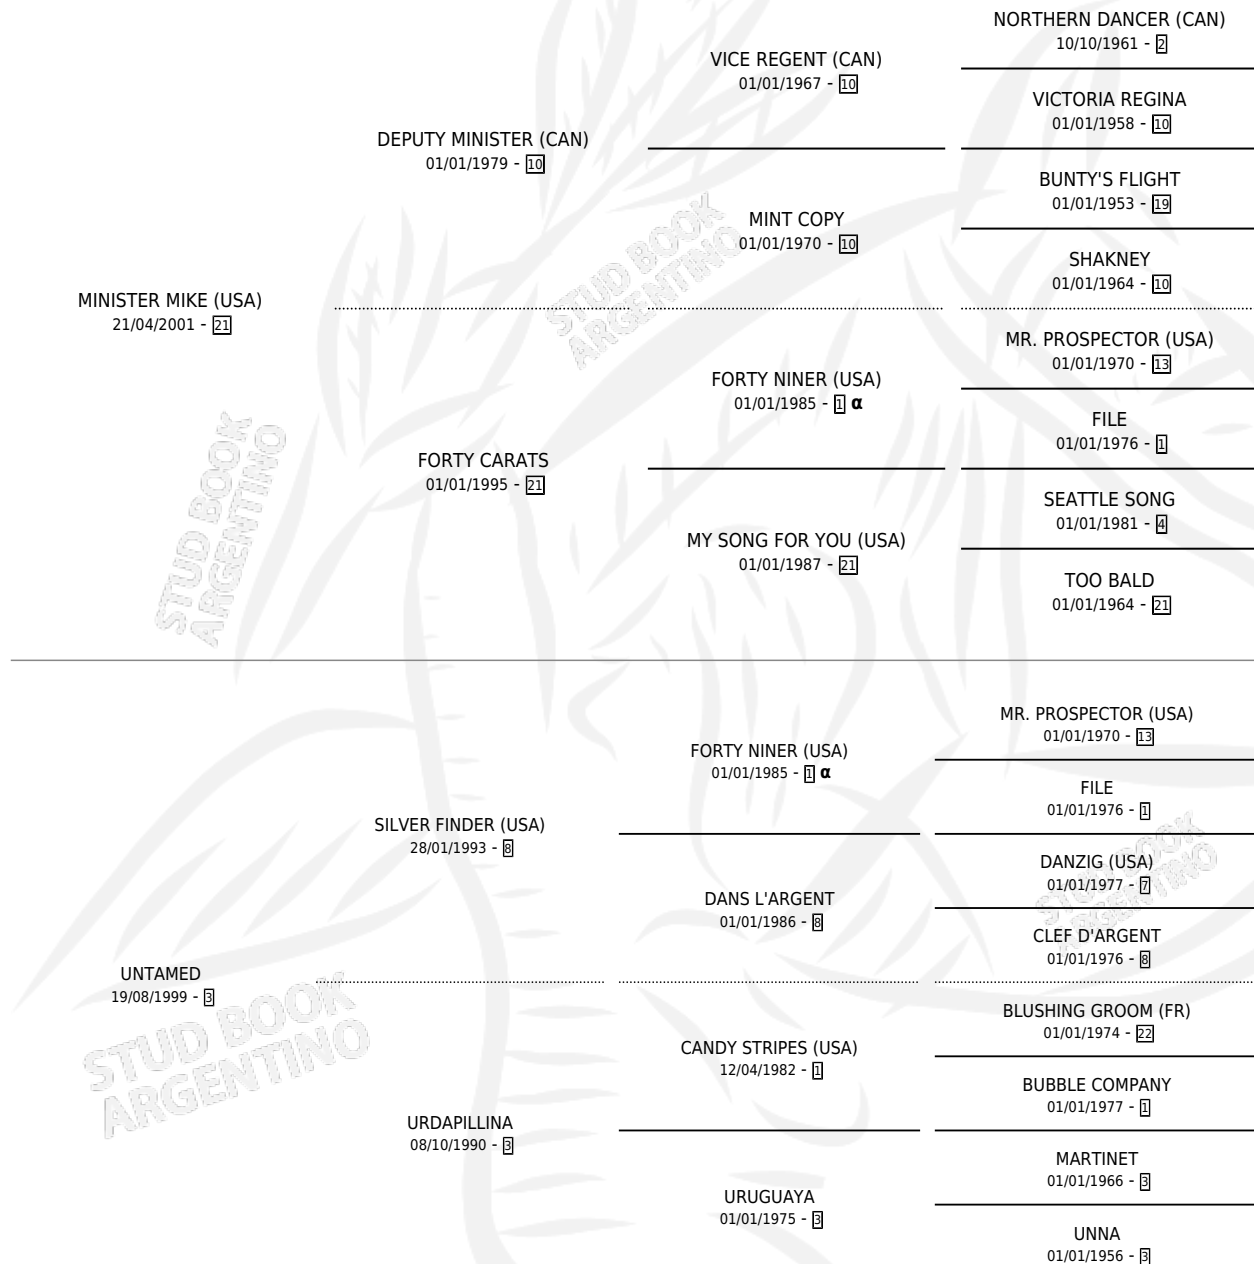 NORTHERN DANCER (CAN)
10/10/1961 - 2
VICE REGENT (CAN)
01/01/1967 - 10
VICTORIA REGINA
01/01/1958 - 10
DEPUTY MINISTER (CAN)
01/01/1979 - 10
BUNTY'S FLIGHT
01/01/1953 - 19
MINT COPY
01/01/1970 - 10
SHAKNEY
01/01/1964 - 10
STUD BOOK
ARGENTINO
MINISTER MIKE (USA)
21/04/2001 - 21
MR. PROSPECTOR (USA)
01/01/1970 - 13
FORTY NINER (USA)
01/01/1985 - 1 α
FILE
01/01/1976 - 1
FORTY CARATS
01/01/1995 - 21
SEATTLE SONG
01/01/1981 - 4
MY SONG FOR YOU (USA)
01/01/1987 - 21
TOO BALD
01/01/1964 - 21
STUD BOOK
ARGENTINO
MR. PROSPECTOR (USA)
01/01/1970 - 13
FORTY NINER (USA)
01/01/1985 - 1 α
FILE
01/01/1976 - 1
SILVER FINDER (USA)
28/01/1993 - 8
DANZIG (USA)
01/01/1977 - 7
DANS L'ARGENT
01/01/1986 - 8
CLEF D'ARGENT
01/01/1976 - 8
STUD BOOK
ARGENTINO
UNTAMED
19/08/1999 - 3
BLUSHING GROOM (FR)
01/01/1974 - 22
CANDY STRIPES (USA)
12/04/1982 - 1
BUBBLE COMPANY
01/01/1977 - 1
STUD BOOK
ARGENTINO
URDAPILLINA
08/10/1990 - 3
MARTINET
01/01/1966 - 3
URUGUAYA
01/01/1975 - 3
UNNA
01/01/1956 - 3